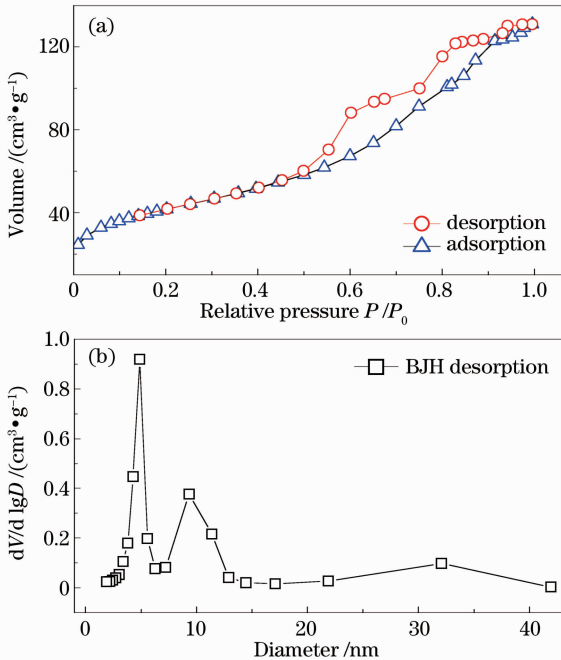 (a)
120
80
40
Volume /(cm³•g⁻¹)
desorption
adsorption
0 0.2 0.4 0.6 0.8 1.0
Relative pressure P/P₀
(b)
1.0
0.8
0.6
0.4
0.2
0
dV/d lgD /(cm³•g⁻¹)
BJH desorption
0 10 20 30 40
Diameter /nm